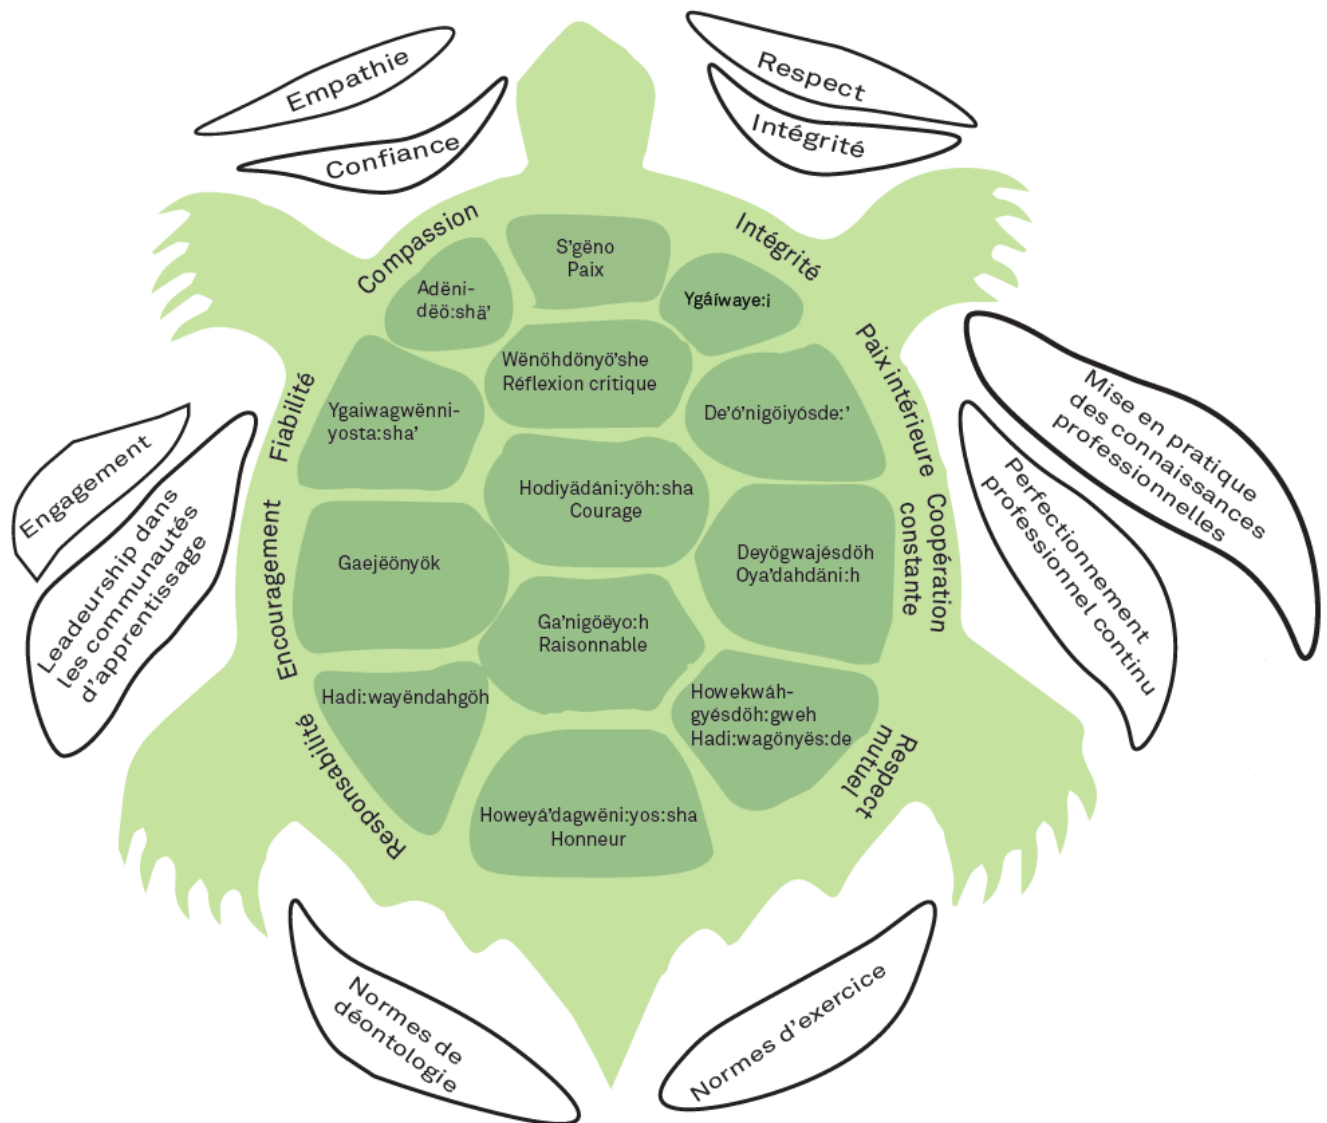 Empathie
Confiance
Respect
Intégrité
Compassion
Intégrité
S'gëno
Paix
Adëni-
dëö:shä'
Ygáíwaye:i
Wënöhdönyö'she
Réflexion critique
Fiabilité
Ygaiwagwënni-
yosta:sha'
De'ó'nigöiyósde:'
Paix intérieure
Hodiyädáni:yöh:sha
Courage
Encouragement
Gaejëönyök
Deyögwajésdöh
Oya'dahdäni:h
Coopération
constante
Ga'nigöëyo:h
Raisonnable
Responsabilité
Hadi:wayëndahgöh
Howekwáh-
gyésdöh:gweh
Hadi:wagönyës:de
Respect
mutuel
Howeyá'dagwëni:yos:sha
Honneur
Engagement
Leadeurship dans
les communautés
d'apprentissage
Mise en pratique
des connaissances
professionnelles
Perfectionnement
professionnel continu
Normes de
déontologie
Normes d'exercice